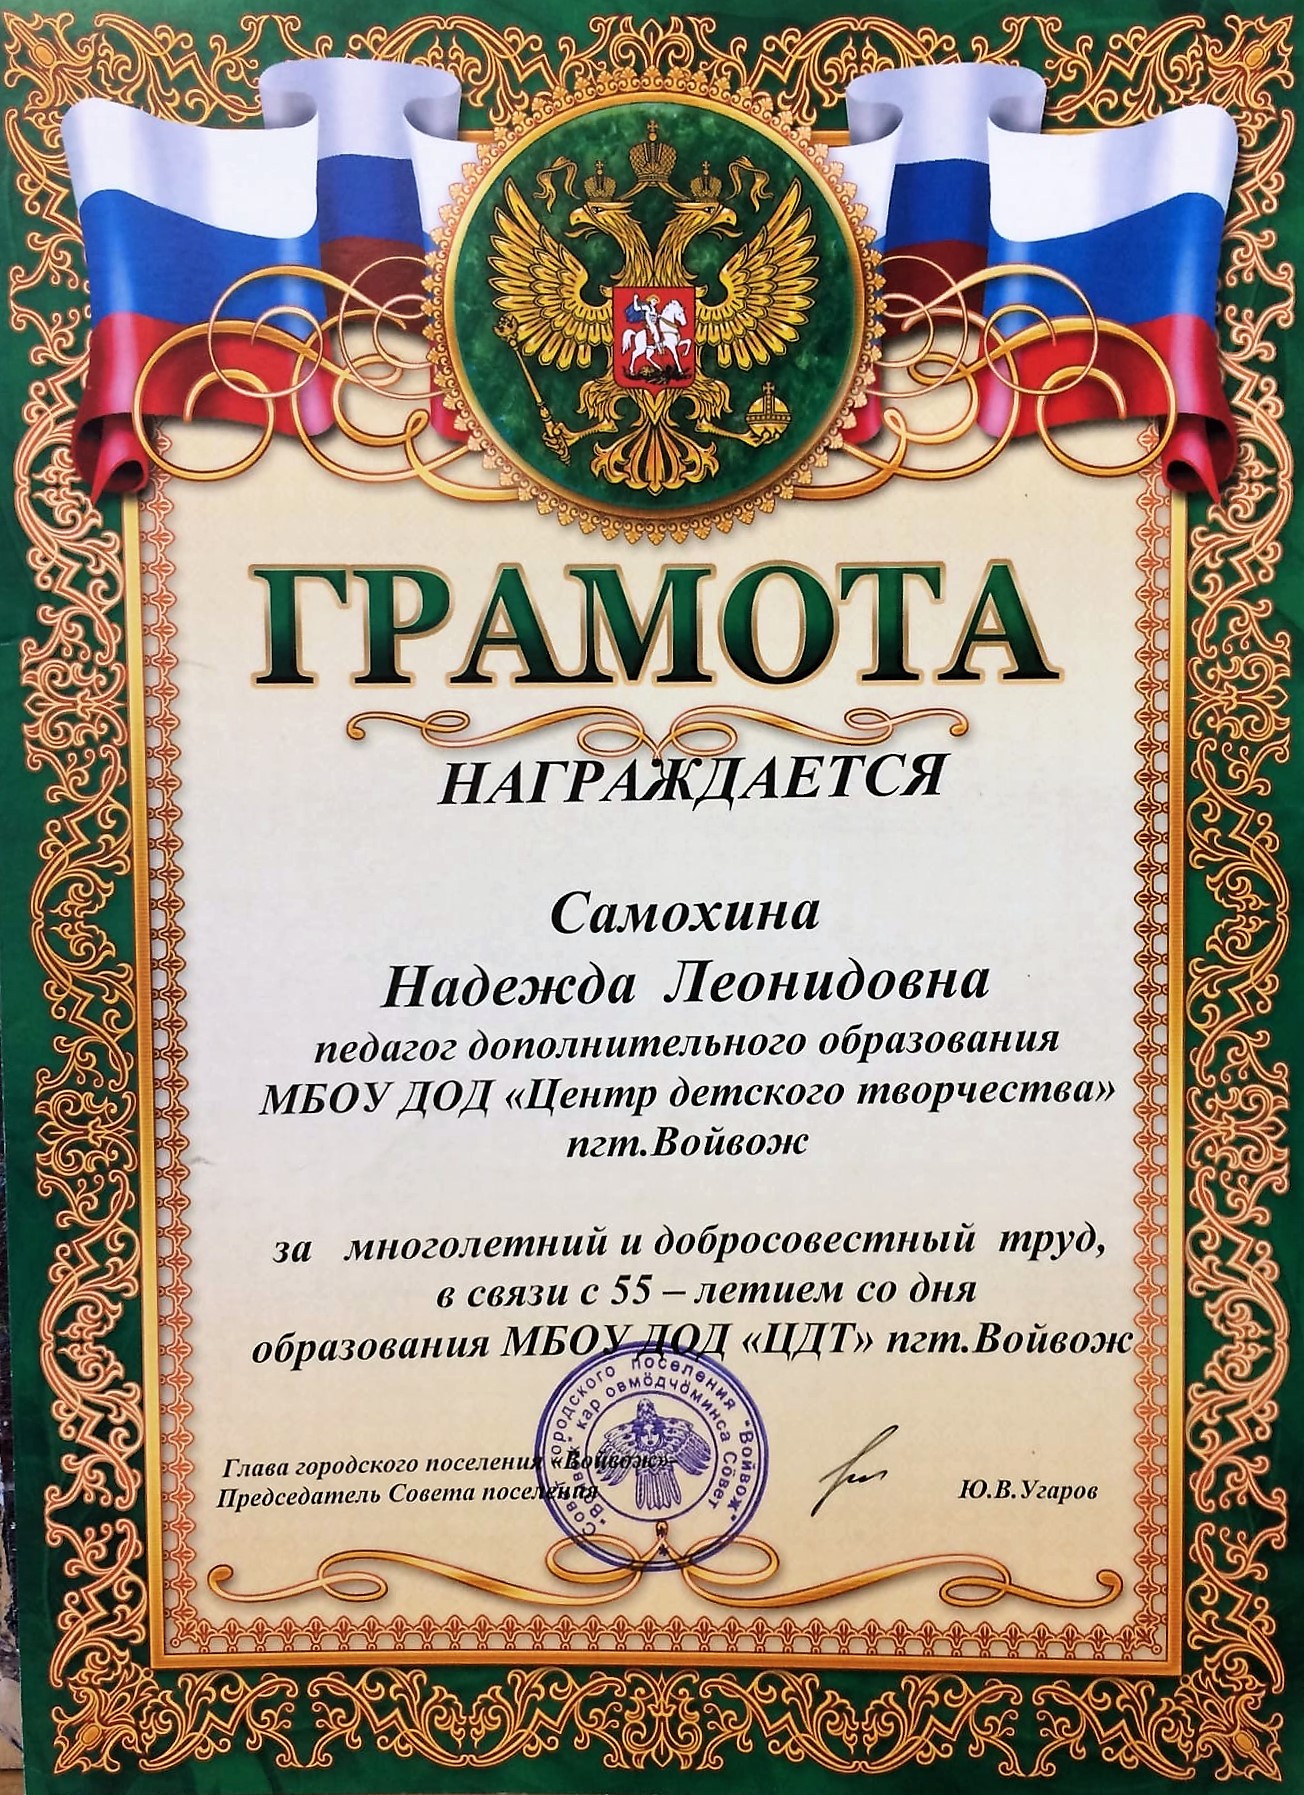 ГРАМОТА
НАГРАЖДАЕТСЯ
Самохина
Надежда Леонидовна
педагог дополнительного образования
МБОУ ДОД «Центр детского творчества»
пгт.Войвож
за многолетний и добросовестный труд,
в связи с 55 – летием со дня
образования МБОУ ДОД «ЦДТ» пгт.Войвож
Глава городского поселения «Войвож»-
Председатель Совета поселения
Ю.В.Угаров
Совет городского поселения "Войвож"
"Войвож" кар овмӧдчӧминса Сӧвет